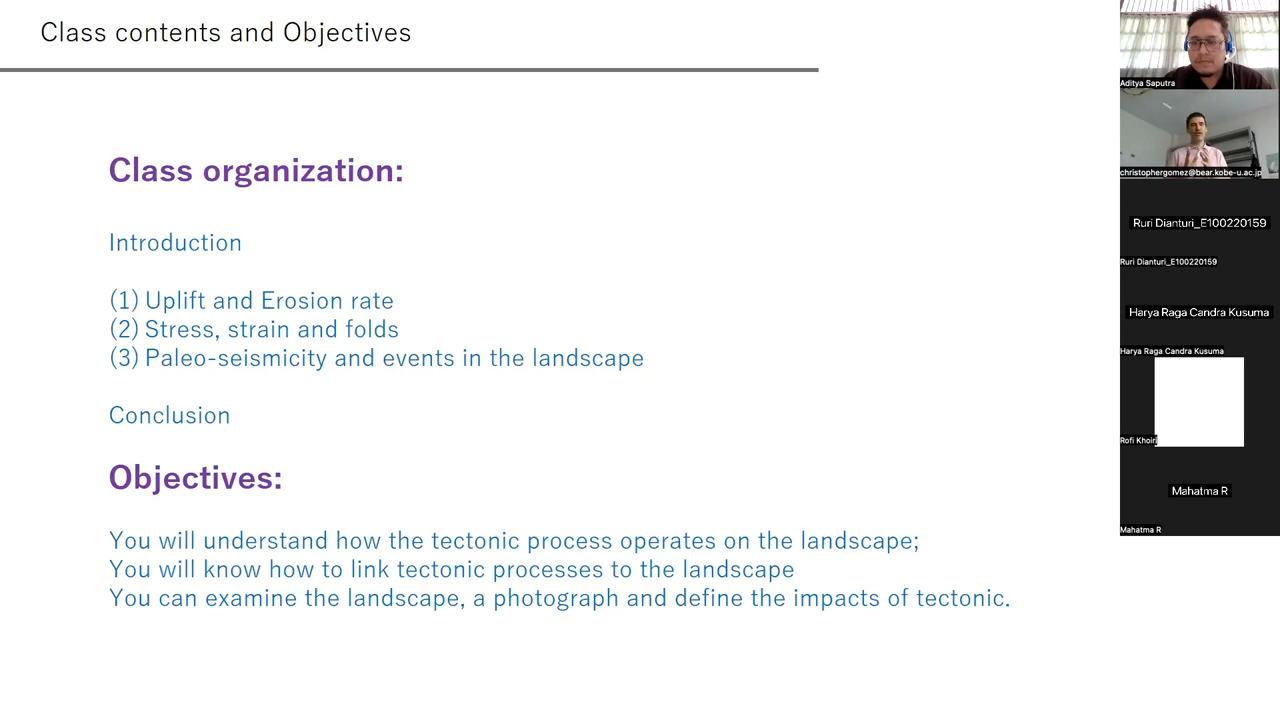 Class contents and Objectives
Class organization:
Introduction
(1) Uplift and Erosion rate
(2) Stress, strain and folds
(3) Paleo-seismicity and events in the landscape
Conclusion
Objectives:
You will understand how the tectonic process operates on the landscape;
You will know how to link tectonic processes to the landscape
You can examine the landscape, a photograph and define the impacts of tectonic.
Aditya Saputra
christophergomez@bear.kobe-u.ac.jp
Ruri Dianturi_E100220159
Ruri Dianturi_E100220159
Harya Raga Candra Kusuma
Harya Raga Candra Kusuma
Rofi Khoiri
Mahatma R
Mahatma R